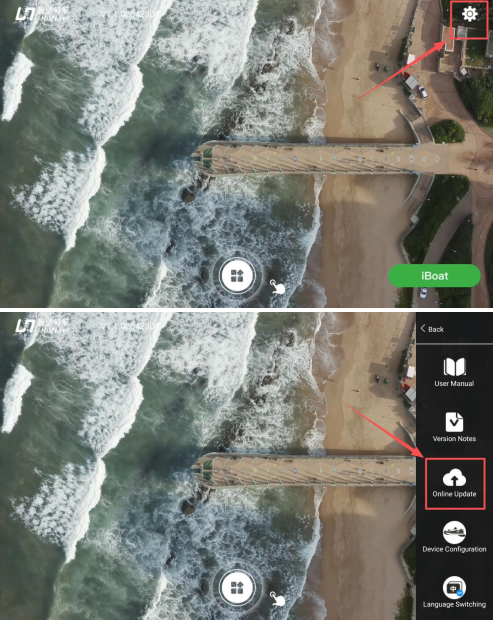 iBoat
Back
User Manual
Version Notes
Online Update
Device Configuration
Language Switching